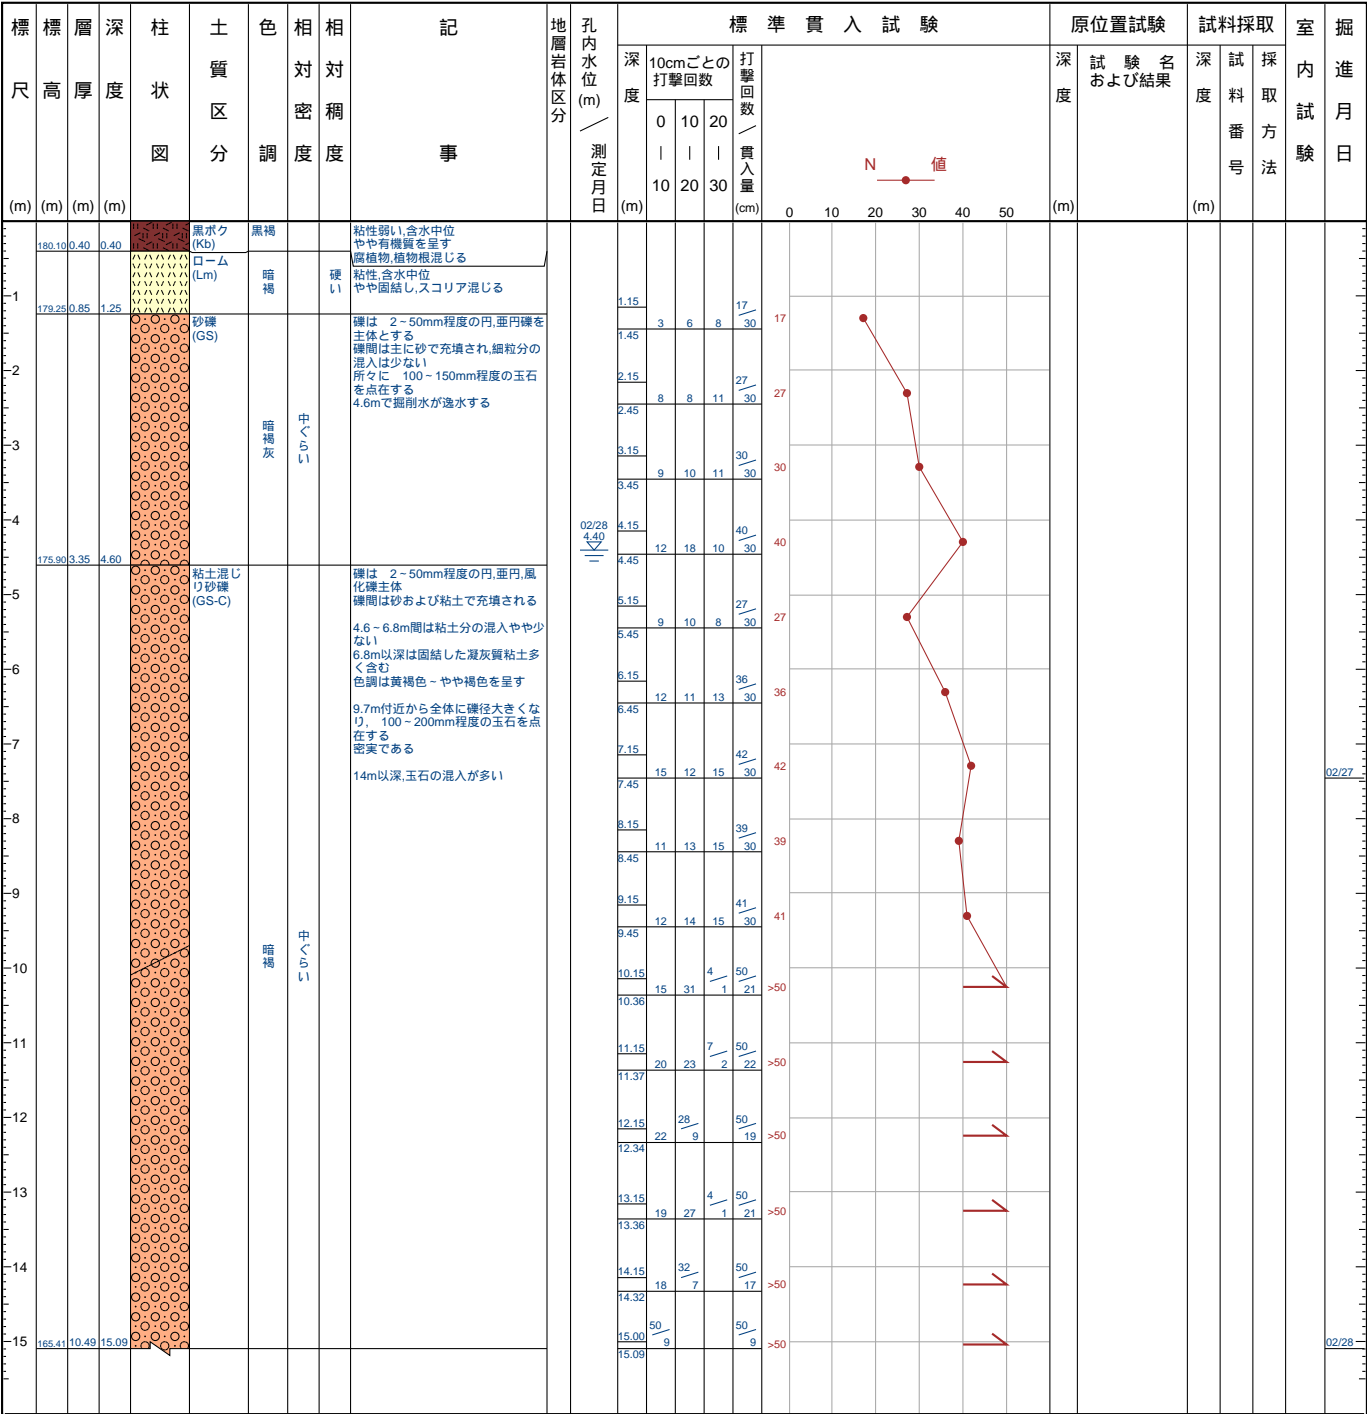 標尺 (m)
標高 (m)
層厚 (m)
深度 (m)
柱状図
土質区分
色調
相対密度
相対稠度
記事
地層岩体区分
孔内水位(m)／測定月日
標準貫入試験
深度 (m)
10cmごとの
打撃回数
0｜10
10｜20
20｜30
打撃回数／貫入量 (cm)
N 値
0 10 20 30 40 50
原位置試験
深度 (m)
試験名
および結果
試料採取
深度 (m)
試料番号
採取方法
室内試験
掘進月日
180.10 0.40 0.40
黒ボク
(Kb)
黒褐
粘性弱い,含水中位
やや有機質を呈す
腐植物,植物根混じる
179.25 0.85 1.25
ローム
(Lm)
暗褐
硬い
粘性,含水中位
やや固結し,スコリア混じる
175.90 3.35 4.60
砂礫
(GS)
暗褐灰
中ぐらい
礫は 2~50mm程度の円,亜円礫を
主体とする
礫間は主に砂で充填され,細粒分の
混入は少ない
所々に 100~150mm程度の玉石
を点在する
4.6mで掘削水が逸水する
165.41 10.49 15.09
粘土混じ
り砂礫
(GS-C)
暗褐
中ぐらい
礫は 2~50mm程度の円,亜円,風
化礫主体
礫間は砂および粘土で充填される
4.6~6.8m間は粘土分の混入やや少
ない
6.8m以深は固結した凝灰質粘土多
く含む
色調は黄褐色~やや褐色を呈す
9.7m付近から全体に礫径大きくな
り, 100~200mm程度の玉石を点
在する
密実である
14m以深,玉石の混入が多い
02/28
4.40
1
2
3
4
5
6
7
8
9
10
11
12
13
14
15
1.15 1.45 3 6 8 17/30 17
2.15 2.45 8 8 11 27/30 27
3.15 3.45 9 10 11 30/30 30
4.15 4.45 12 18 10 40/30 40
5.15 5.45 9 10 8 27/30 27
6.15 6.45 12 11 13 36/30 36
7.15 7.45 15 12 15 42/30 42
8.15 8.45 11 13 15 39/30 39
9.15 9.45 12 14 15 41/30 41
10.15 10.36 15 31 4/1 50/21 >50
11.15 11.37 20 23 7/2 50/22 >50
12.15 12.34 22 28/9 50/19 >50
13.15 13.36 19 27 4/1 50/21 >50
14.15 14.32 18 32/7 50/17 >50
15.00 15.09 50/9 50/9 >50
02/27
02/28